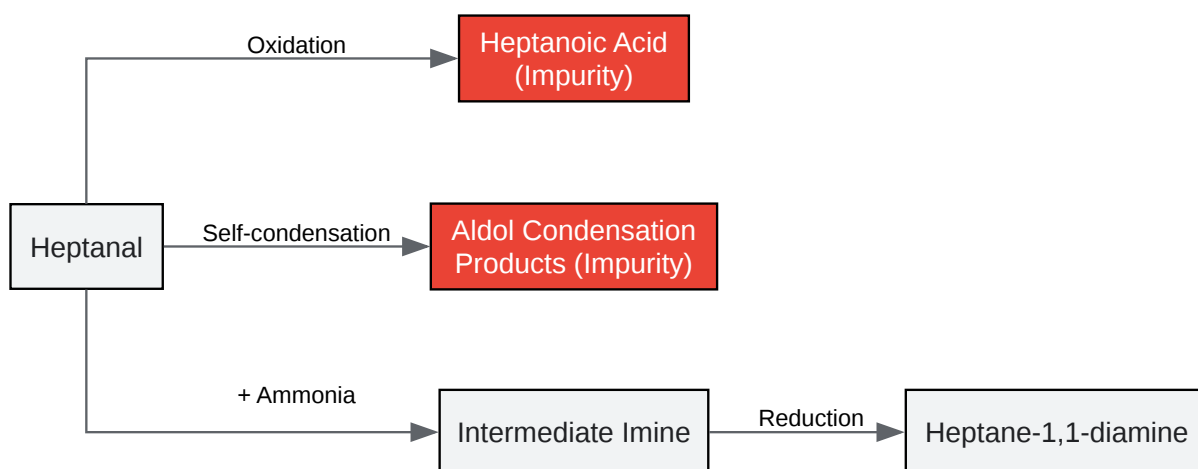 Oxidation
Heptanoic Acid
(Impurity)
Heptanal
Self-condensation
Aldol Condensation
Products (Impurity)
+ Ammonia
Intermediate Imine
Reduction
Heptane-1,1-diamine